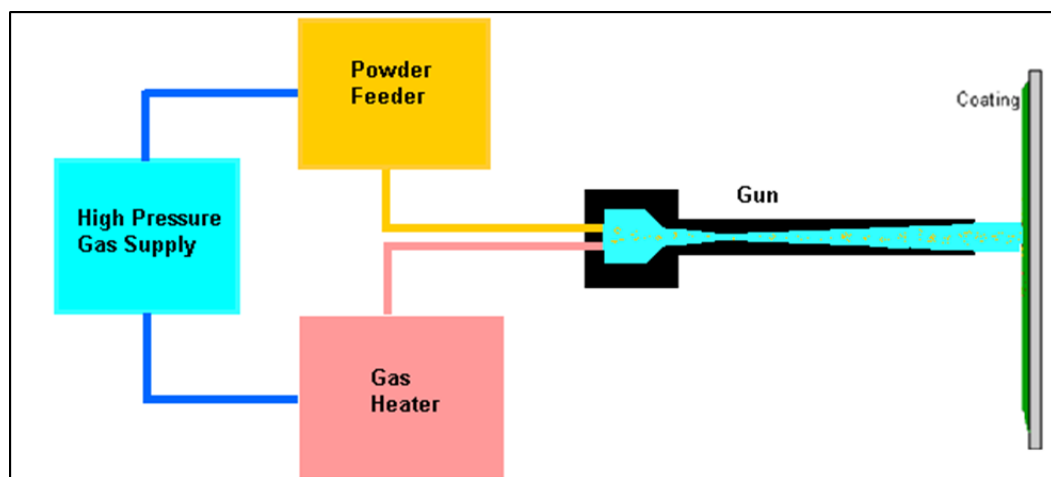 Powder
Feeder
High Pressure
Gas Supply
Gas
Heater
Gun
Coating